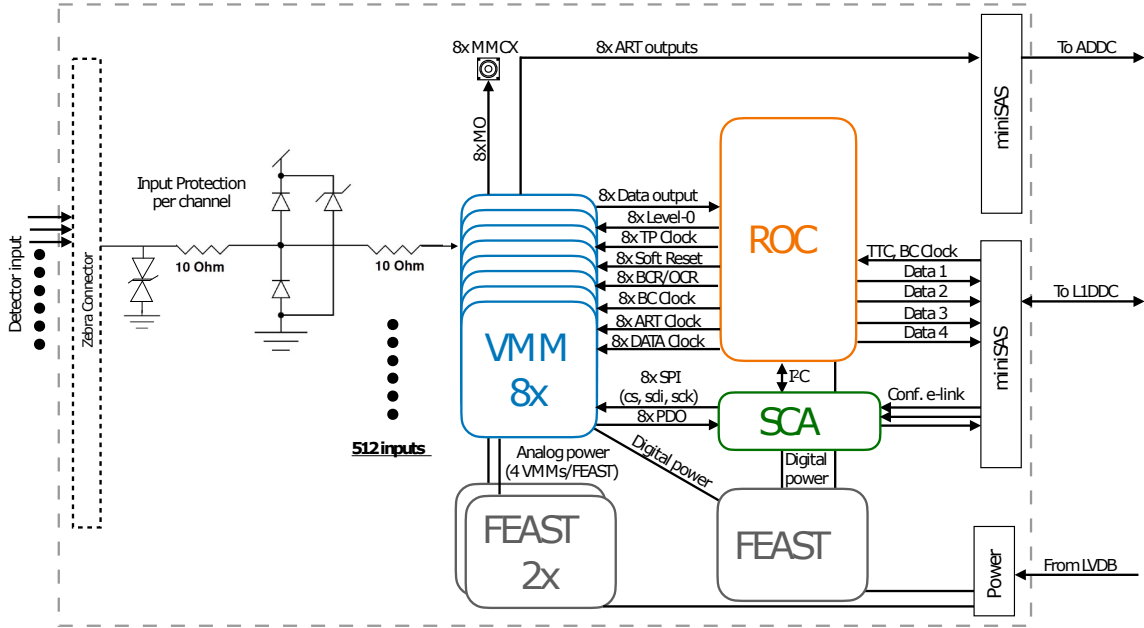 8x MMCX
8x ART outputs
To ADDC
miniSAS
8x MO
Input Protection
per channel
Detector input
Zebra Connector
10 Ohm
10 Ohm
8x Data output
8x Level-0
8x TP Clock
8x Soft Reset
8x BCR/OCR
8x BC Clock
8x ART Clock
8x DATA Clock
ROC
TTC, BC Clock
Data 1
Data 2
Data 3
Data 4
To L1DDC
miniSAS
VMM
8x
I²C
8x SPI
(cs, sdi, sck)
8x PDO
SCA
Conf. e-link
512 inputs
Analog power
(4 VMMs/FEAST)
Digital power
Digital
power
FEAST
2x
FEAST
Power
From LVDB